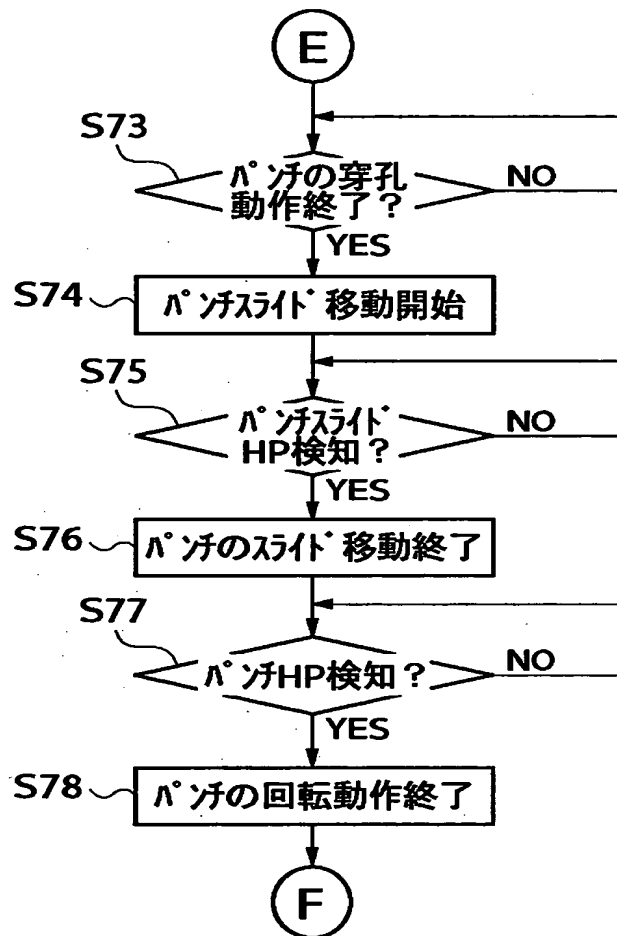 E
S73
パンチの穿孔
動作終了？
NO
YES
S74
パンチスライド移動開始
S75
パンチスライド
HP検知？
NO
YES
S76
パンチのスライド移動終了
S77
パンチHP検知？
NO
YES
S78
パンチの回転動作終了
F